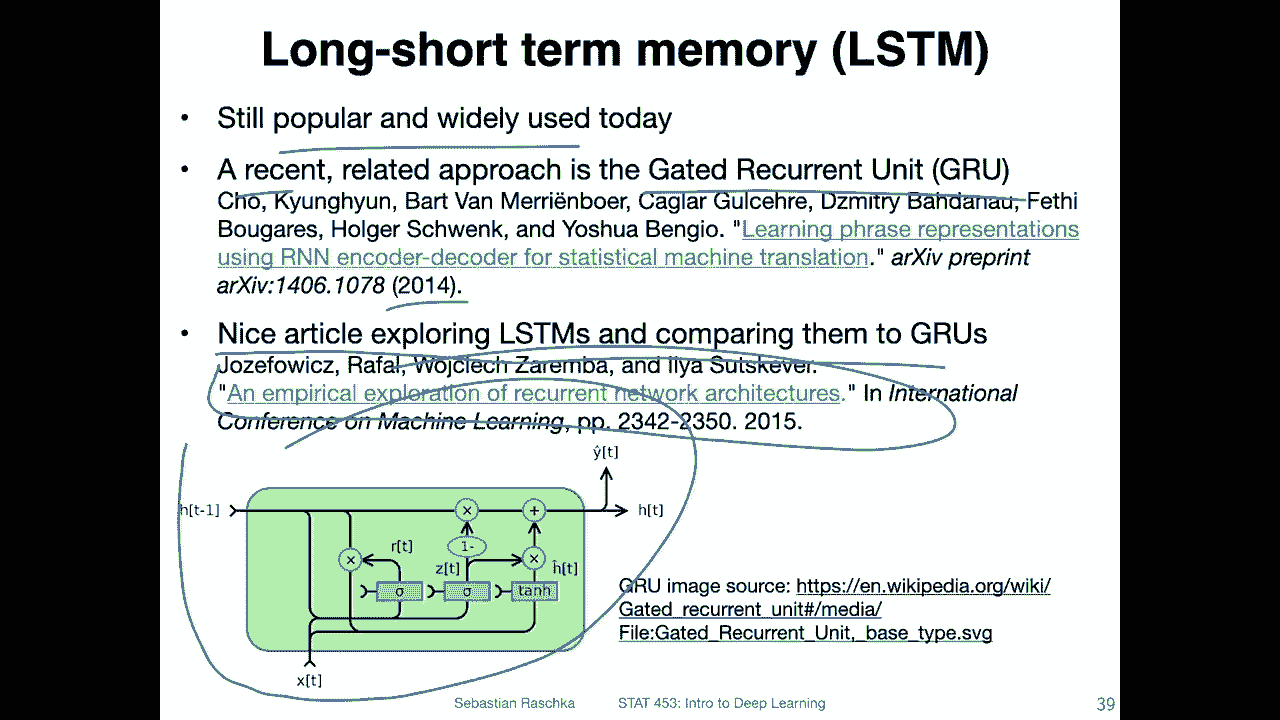 Long-short term memory (LSTM)
• Still popular and widely used today
• A recent, related approach is the Gated Recurrent Unit (GRU)
Cho, Kyunghyun, Bart Van Merriënboer, Caglar Gulcehre, Dzmitry Bahdanau, Fethi
Bougares, Holger Schwenk, and Yoshua Bengio. "Learning phrase representations
using RNN encoder-decoder for statistical machine translation." arXiv preprint
arXiv:1406.1078 (2014).
• Nice article exploring LSTMs and comparing them to GRUs
Jozefowicz, Rafal, Wojciech Zaremba, and Ilya Sutskever.
"An empirical exploration of recurrent network architectures." In International
Conference on Machine Learning, pp. 2342-2350. 2015.
ŷ[t]
h[t-1] × + h[t]
r[t] 1-
× z[t] × ĥ[t]
σ σ tanh
x[t]
GRU image source: https://en.wikipedia.org/wiki/
Gated_recurrent_unit#/media/
File:Gated_Recurrent_Unit,_base_type.svg
Sebastian Raschka STAT 453: Intro to Deep Learning 39